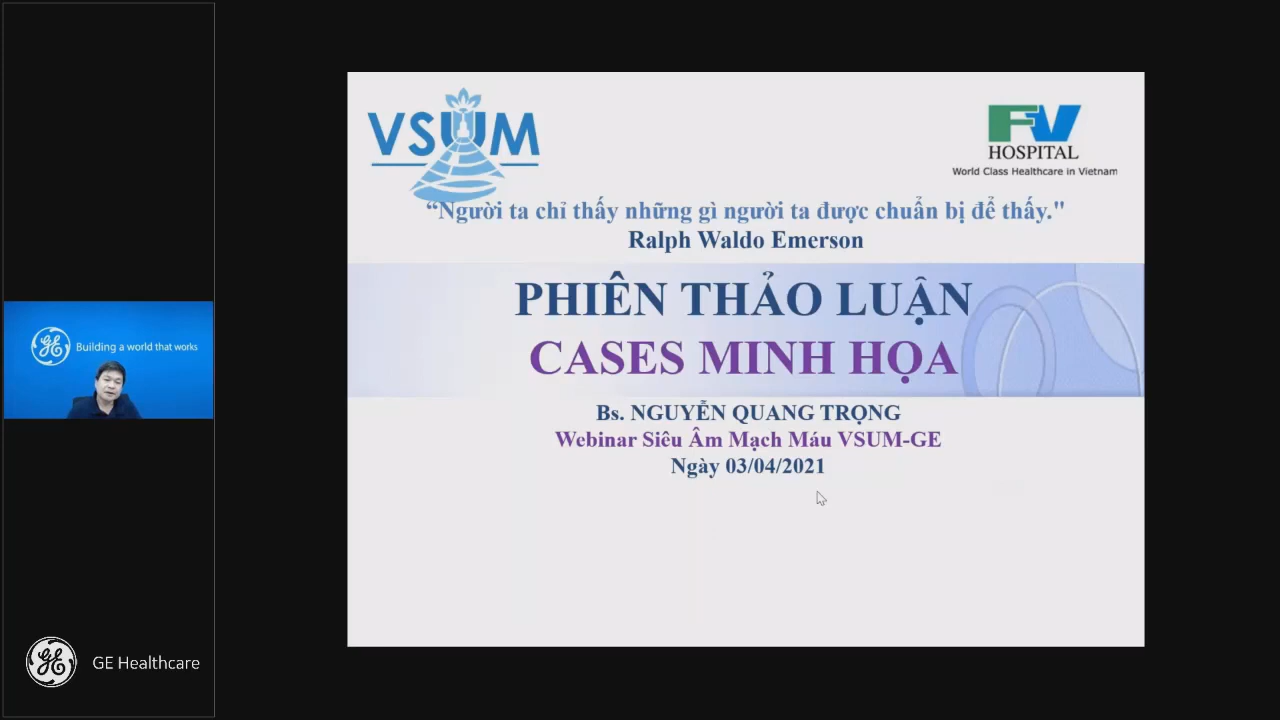 Building a world that works
GE Healthcare
VSUM
FV
HOSPITAL
World Class Healthcare in Vietnam
“Người ta chỉ thấy những gì người ta được chuẩn bị để thấy."
Ralph Waldo Emerson
PHIÊN THẢO LUẬN
CASES MINH HỌA
Bs. NGUYỄN QUANG TRỌNG
Webinar Siêu Âm Mạch Máu VSUM-GE
Ngày 03/04/2021